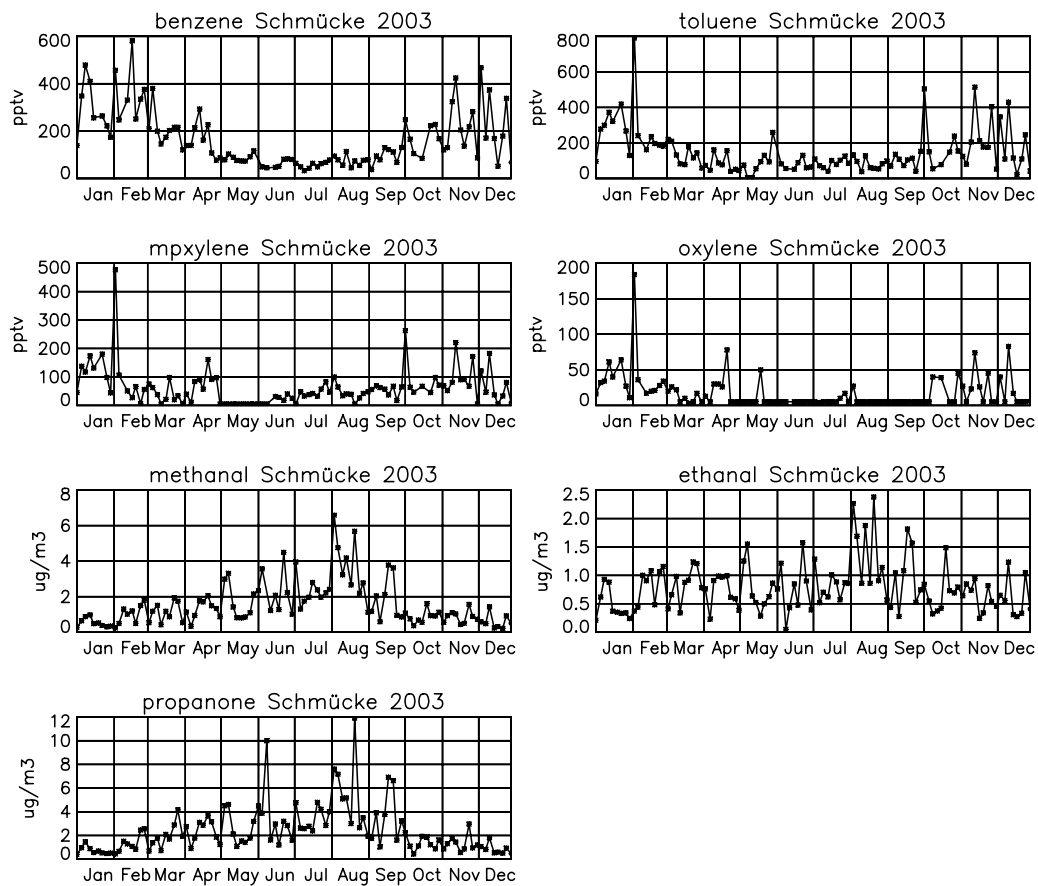 benzene Schmücke 2003
600
400
200
0
pptv
Jan Feb Mar Apr May Jun Jul Aug Sep Oct Nov Dec
toluene Schmücke 2003
800
600
400
200
0
pptv
Jan Feb Mar Apr May Jun Jul Aug Sep Oct Nov Dec
mpxylene Schmücke 2003
500
400
300
200
100
0
pptv
Jan Feb Mar Apr May Jun Jul Aug Sep Oct Nov Dec
oxylene Schmücke 2003
200
150
100
50
0
pptv
Jan Feb Mar Apr May Jun Jul Aug Sep Oct Nov Dec
methanal Schmücke 2003
8
6
4
2
0
ug/m3
Jan Feb Mar Apr May Jun Jul Aug Sep Oct Nov Dec
ethanal Schmücke 2003
2.5
2.0
1.5
1.0
0.5
0.0
ug/m3
Jan Feb Mar Apr May Jun Jul Aug Sep Oct Nov Dec
propanone Schmücke 2003
12
10
8
6
4
2
0
ug/m3
Jan Feb Mar Apr May Jun Jul Aug Sep Oct Nov Dec